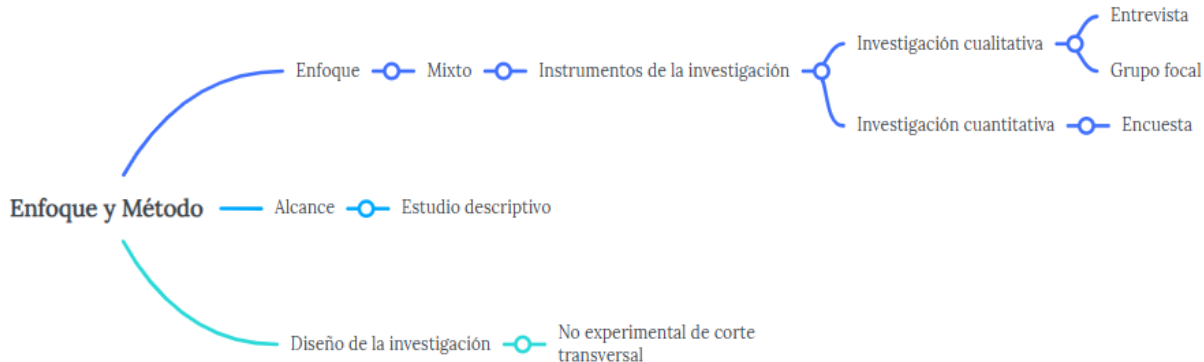 Enfoque y Método
Enfoque
Mixto
Instrumentos de la investigación
Investigación cualitativa
Entrevista
Grupo focal
Investigación cuantitativa
Encuesta
Alcance
Estudio descriptivo
Diseño de la investigación
No experimental de corte
transversal